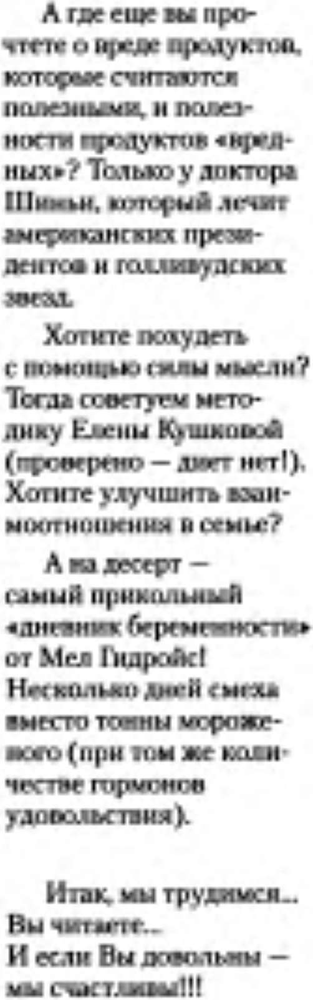 А где еще вы про-
чтете о вреде продуктов,
которые считаются
полезными, и полез-
ности продуктов «вред-
ных»? Только у доктора
Шиньи, который лечит
американских прези-
дентов и голливудских
звезд.
Хотите похудеть
с помощью силы мысли?
Тогда советуем мето-
дику Елены Кушковой
(проверено — диет нет!).
Хотите улучшить взаи-
моотношения в семье?
А на десерт —
самый прикольный
«дневник беременности»
от Мел Гидройс!
Несколько дней смеха
вместо тонны мороже-
ного (при том же коли-
честве гормонов
удовольствия).
Итак, мы трудимся...
Вы читаете...
И если Вы довольны —
мы счастливы!!!